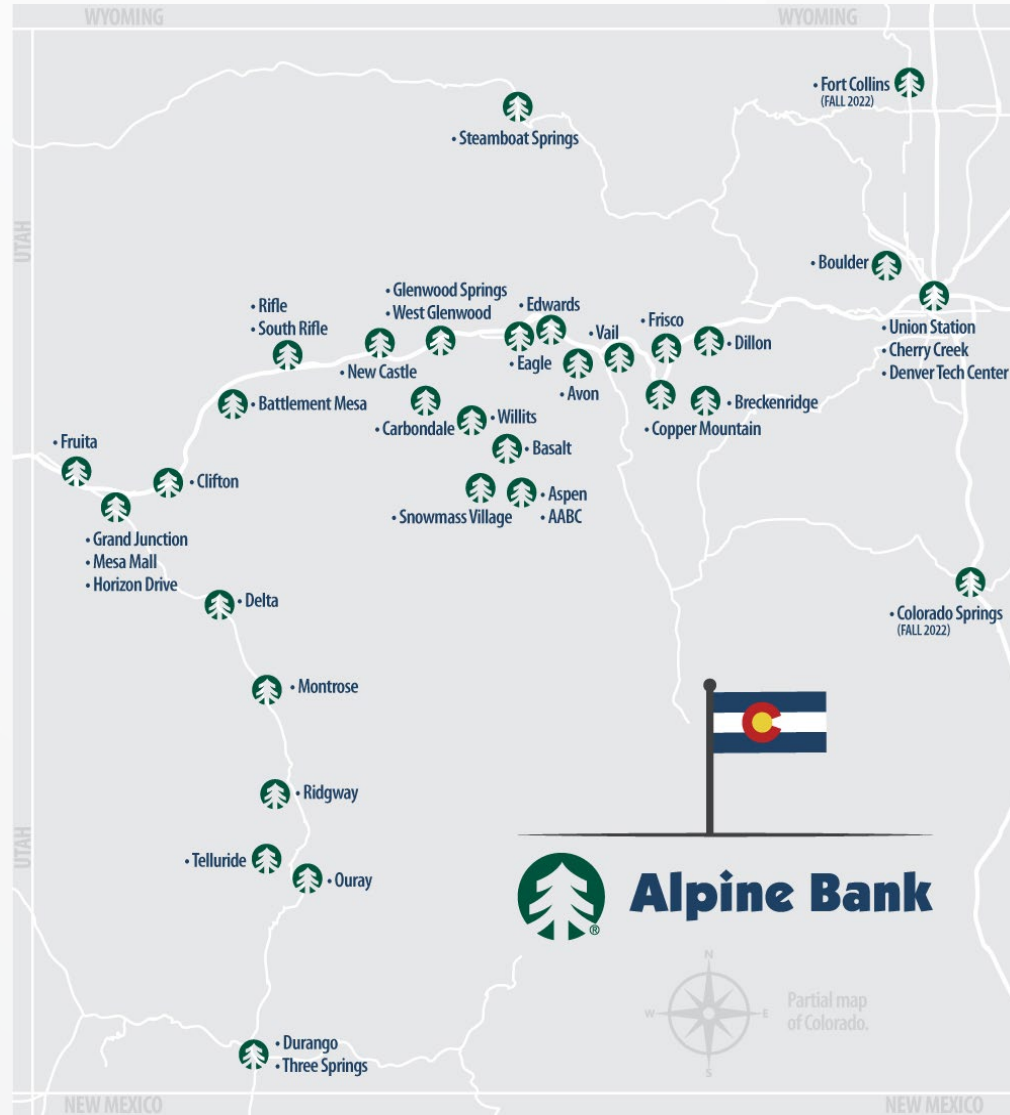 WYOMING
WYOMING
• Fort Collins
(FALL 2022)
• Steamboat Springs
UTAH
• Boulder
• Union Station
• Cherry Creek
• Denver Tech Center
• Rifle
• South Rifle
• Glenwood Springs
• West Glenwood
• Edwards
• Vail
• Frisco
• Dillon
• New Castle
• Eagle
• Avon
• Battlement Mesa
• Carbondale
• Willits
• Breckenridge
• Copper Mountain
• Basalt
• Fruita
• Clifton
• Snowmass Village
• Aspen
• AABC
• Grand Junction
• Mesa Mall
• Horizon Drive
• Delta
• Colorado Springs
(FALL 2022)
• Montrose
• Ridgway
• Telluride
• Ouray
UTAH
Alpine Bank
®
N
W
E
S
Partial map
of Colorado.
• Durango
• Three Springs
NEW MEXICO
NEW MEXICO